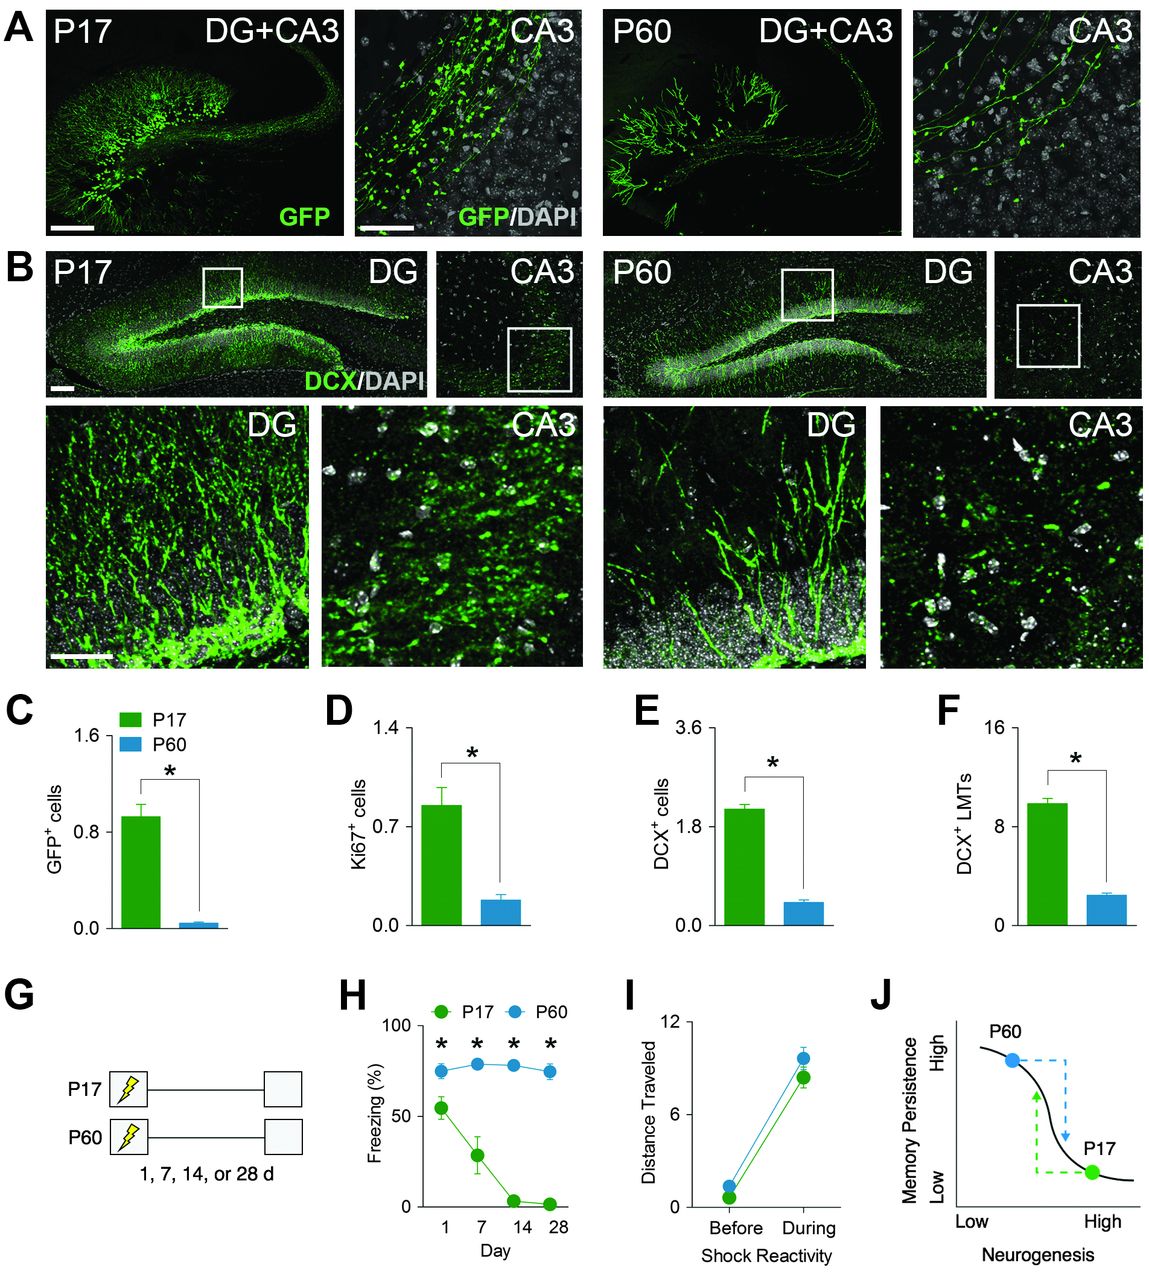 A
P17 DG+CA3
GFP
CA3
GFP/DAPI
P60 DG+CA3
CA3
B
P17 DG
DCX/DAPI
CA3
P60 DG
CA3
DG
CA3
DG
CA3
C
P17
P60
1.6
0.8
0.0
GFP+ cells
*
D
1.4
0.7
0.0
Ki67+ cells
*
E
3.6
1.8
0.0
DCX+ cells
*
F
16
8
0
DCX+ LMTs
*
G
P17
P60
1, 7, 14, or 28 d
H
P17 P60
100
50
0
Freezing (%)
* * * *
1 7 14 28
Day
I
12
6
0
Distance Traveled
Before During
Shock Reactivity
J
Memory Persistence
High
Low
P60
P17
Low High
Neurogenesis